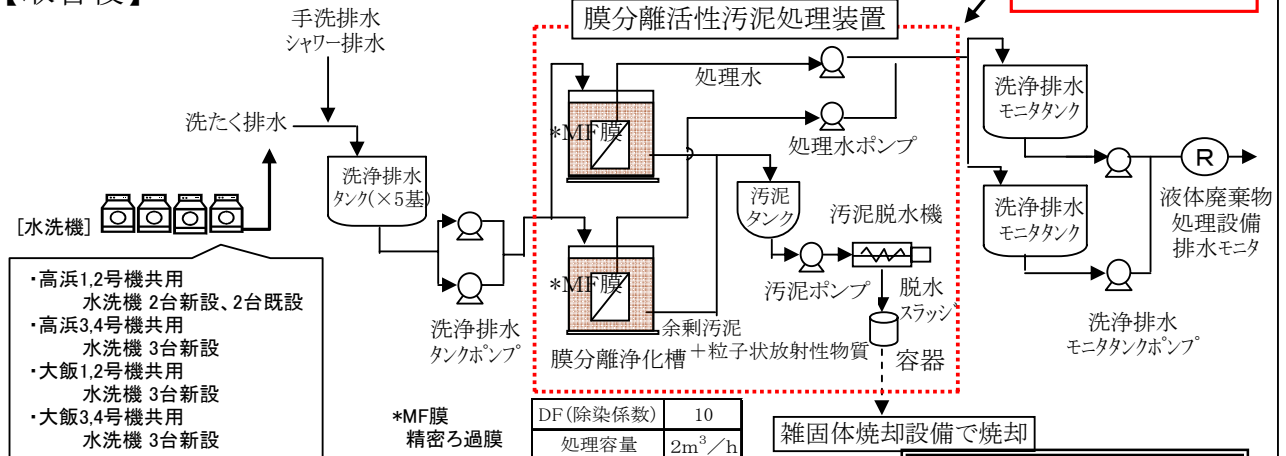 膜分離活性汚泥処理装置
手洗排水
シャワー排水
洗たく排水
洗浄排水
タンク(×5基)
[水洗機]
・高浜1,2号機共用
水洗機 2台新設、2台既設
・高浜3,4号機共用
水洗機 3台新設
・大飯1,2号機共用
水洗機 3台新設
・大飯3,4号機共用
水洗機 3台新設
洗浄排水
タンクポンプ
*MF膜
*MF膜
膜分離浄化槽
処理水
処理水ポンプ
汚泥
タンク
汚泥脱水機
汚泥ポンプ
脱水
スラッジ
余剰汚泥
+粒子状放射性物質
容器
雑固体焼却設備で焼却
*MF膜
精密ろ過膜
DF(除染係数) 10
処理容量 2m³/h
洗浄排水
モニタタンク
洗浄排水
モニタタンク
洗浄排水
モニタタンクポンプ
R
液体廃棄物
処理設備
排水モニタ